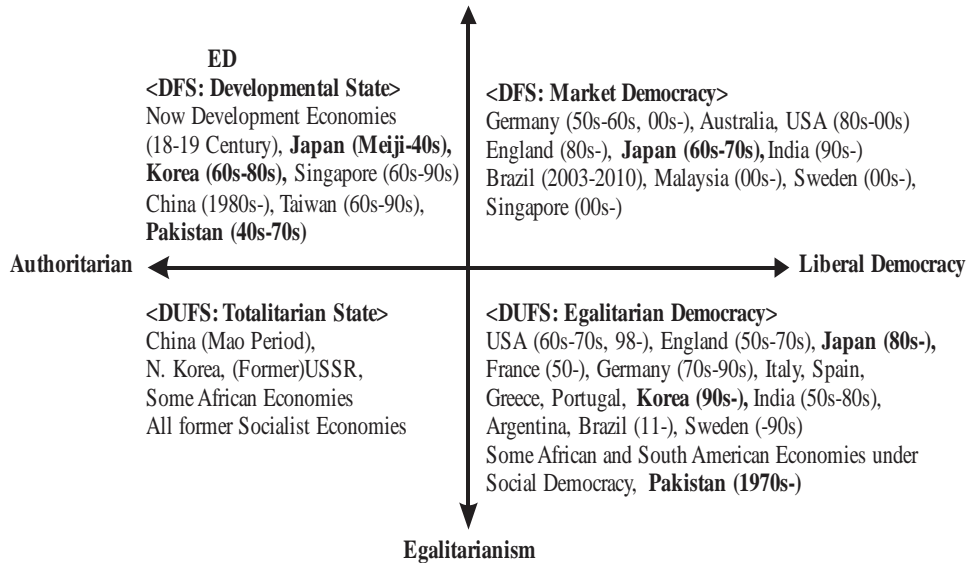 ED
<DFS: Developmental State>
Now Development Economies
(18-19 Century), Japan (Meiji-40s),
Korea (60s-80s), Singapore (60s-90s)
China (1980s-), Taiwan (60s-90s),
Pakistan (40s-70s)
<DFS: Market Democracy>
Germany (50s-60s, 00s-), Australia, USA (80s-00s)
England (80s-), Japan (60s-70s), India (90s-)
Brazil (2003-2010), Malaysia (00s-), Sweden (00s-),
Singapore (00s-)
Authoritarian
Liberal Democracy
<DUFS: Totalitarian State>
China (Mao Period),
N. Korea, (Former)USSR,
Some African Economies
All former Socialist Economies
<DUFS: Egalitarian Democracy>
USA (60s-70s, 98-), England (50s-70s), Japan (80s-),
France (50-), Germany (70s-90s), Italy, Spain,
Greece, Portugal, Korea (90s-), India (50s-80s),
Argentina, Brazil (11-), Sweden (-90s)
Some African and South American Economies under
Social Democracy, Pakistan (1970s-)
Egalitarianism